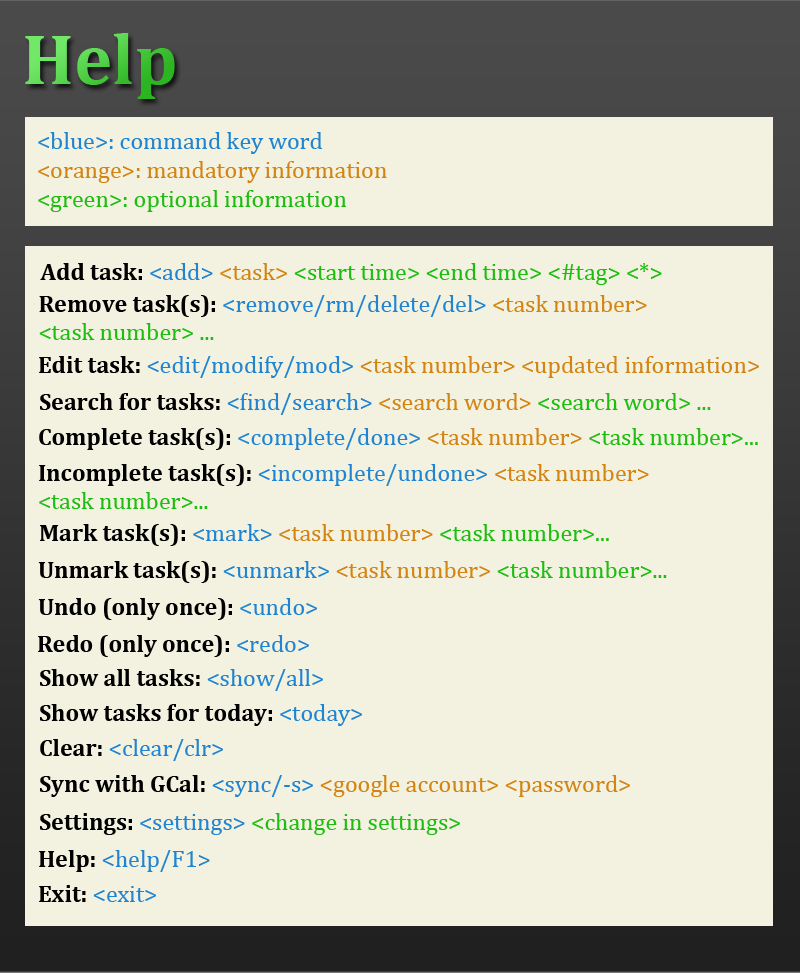 Help
<blue>: command key word
<orange>: mandatory information
<green>: optional information
Add task: <add> <task> <start time> <end time> <#tag> <*>
Remove task(s): <remove/rm/delete/del> <task number>
<task number> ...
Edit task: <edit/modify/mod> <task number> <updated information>
Search for tasks: <find/search> <search word> <search word> ...
Complete task(s): <complete/done> <task number> <task number>...
Incomplete task(s): <incomplete/undone> <task number>
<task number>...
Mark task(s): <mark> <task number> <task number>...
Unmark task(s): <unmark> <task number> <task number>...
Undo (only once): <undo>
Redo (only once): <redo>
Show all tasks: <show/all>
Show tasks for today: <today>
Clear: <clear/clr>
Sync with GCal: <sync/-s> <google account> <password>
Settings: <settings> <change in settings>
Help: <help/F1>
Exit: <exit>